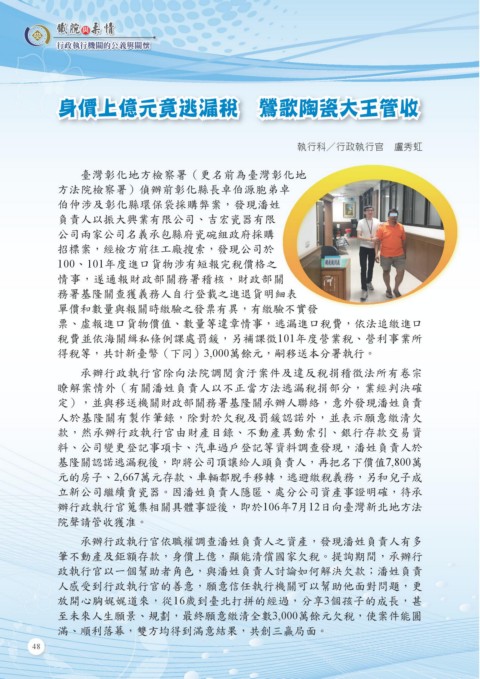 鐵腕與柔情
行政執行機關的公義與關懷
身價上億元竟逃漏稅　鶯歌陶瓷大王管收
執行科／行政執行官　盧秀虹
臺灣彰化地方檢察署（更名前為臺灣彰化地
方法院檢察署）偵辦前彰化縣長卓伯源胞弟卓
伯仲涉及彰化縣環保袋採購弊案，發現潘姓
負責人以振大興業有限公司、吉宏瓷器有限
公司兩家公司名義承包縣府瓷碗組政府採購
招標案，經檢方前往工廠搜索，發現公司於
100、101年度進口貨物涉有短報完稅價格之
情事，遂通報財政部關務署稽核，財政部關
務署基隆關查獲義務人自行登載之進退貨明細表
單價和數量與報關時繳驗之發票有異，有繳驗不實發
票、虛報進口貨物價值、數量等違章情事，逃漏進口稅費，依法追繳進口
稅費並依海關緝私條例課處罰鍰，另補課徵101年度營業稅、營利事業所
得稅等，共計新臺幣（下同）3,000萬餘元，嗣移送本分署執行。
承辦行政執行官除向法院調閱貪汙案件及違反稅捐稽徵法所有卷宗
瞭解案情外（有關潘姓負責人以不正當方法逃漏稅捐部分，業經判決確
定），並與移送機關財政部關務署基隆關承辦人聯絡，意外發現潘姓負責
人於基隆關有製作筆錄，除對於欠稅及罰鍰認諾外，並表示願意繳清欠
款，然承辦行政執行官由財產目錄、不動產異動索引、銀行存款交易資
料、公司變更登記事項卡、汽車過戶登記等資料調查發現，潘姓負責人於
基隆關認諾逃漏稅後，即將公司頂讓給人頭負責人，再把名下價值7,800萬
元的房子、2,667萬元存款、車輛都脫手移轉，逃避繳稅義務，另和兒子成
立新公司繼續賣瓷器。因潘姓負責人隱匿、處分公司資產事證明確，待承
辦行政執行官蒐集相關具體事證後，即於106年7月12日向臺灣新北地方法
院聲請管收獲准。
承辦行政執行官依職權調查潘姓負責人之資產，發現潘姓負責人有多
筆不動產及鉅額存款，身價上億，顯能清償國家欠稅。提詢期間，承辦行
政執行官以一個幫助者角色，與潘姓負責人討論如何解決欠款；潘姓負責
人感受到行政執行官的善意，願意信任執行機關可以幫助他面對問題，更
放開心胸娓娓道來，從16歲到臺北打拼的經過，分享3個孩子的成長，甚
至未來人生願景、規劃，最終願意繳清全數3,000萬餘元欠稅，使案件能圓
滿、順利落幕，雙方均得到滿意結果，共創三贏局面。
48